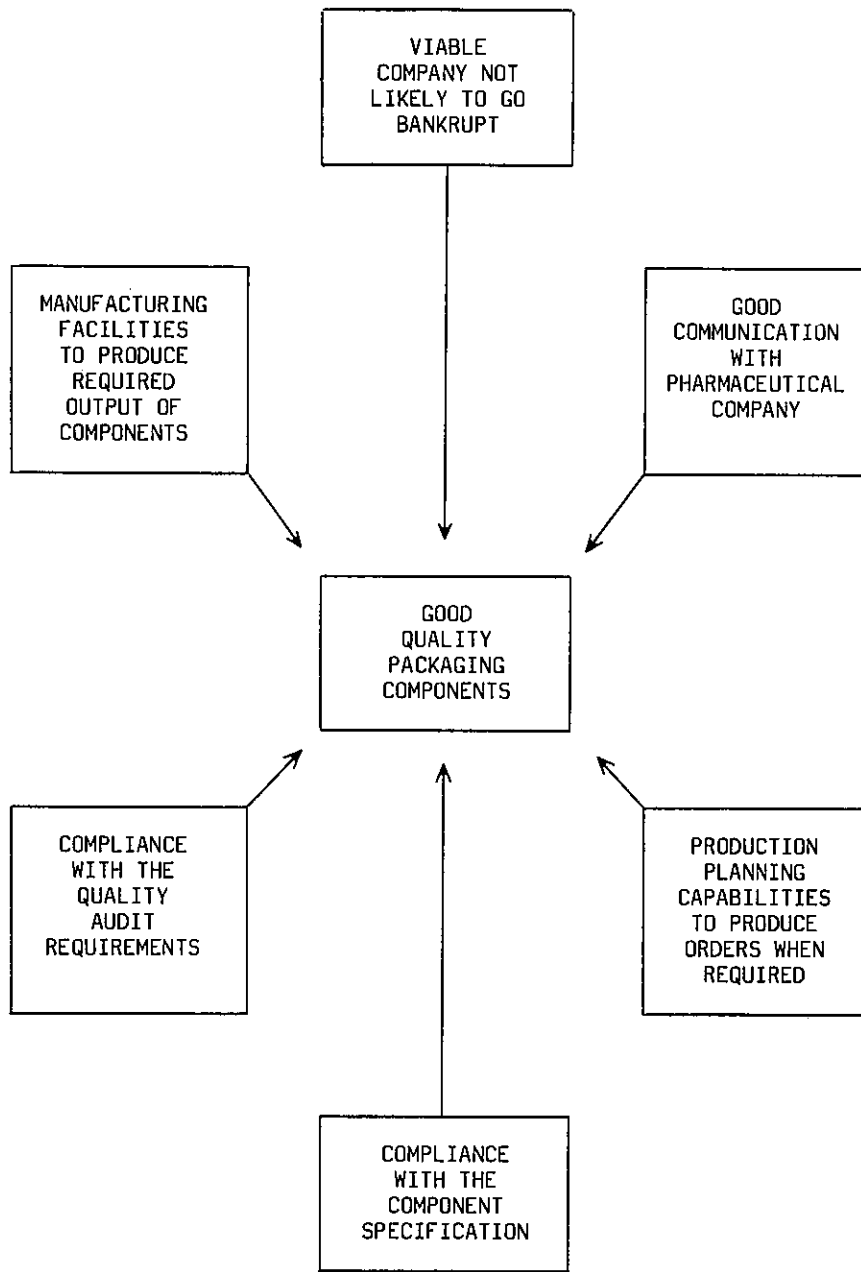 VIABLE
COMPANY NOT
LIKELY TO GO
BANKRUPT
MANUFACTURING
FACILITIES
TO PRODUCE
REQUIRED
OUTPUT OF
COMPONENTS
GOOD
COMMUNICATION
WITH
PHARMACEUTICAL
COMPANY
GOOD
QUALITY
PACKAGING
COMPONENTS
COMPLIANCE
WITH THE
QUALITY
AUDIT
REQUIREMENTS
PRODUCTION
PLANNING
CAPABILITIES
TO PRODUCE
ORDERS WHEN
REQUIRED
COMPLIANCE
WITH THE
COMPONENT
SPECIFICATION